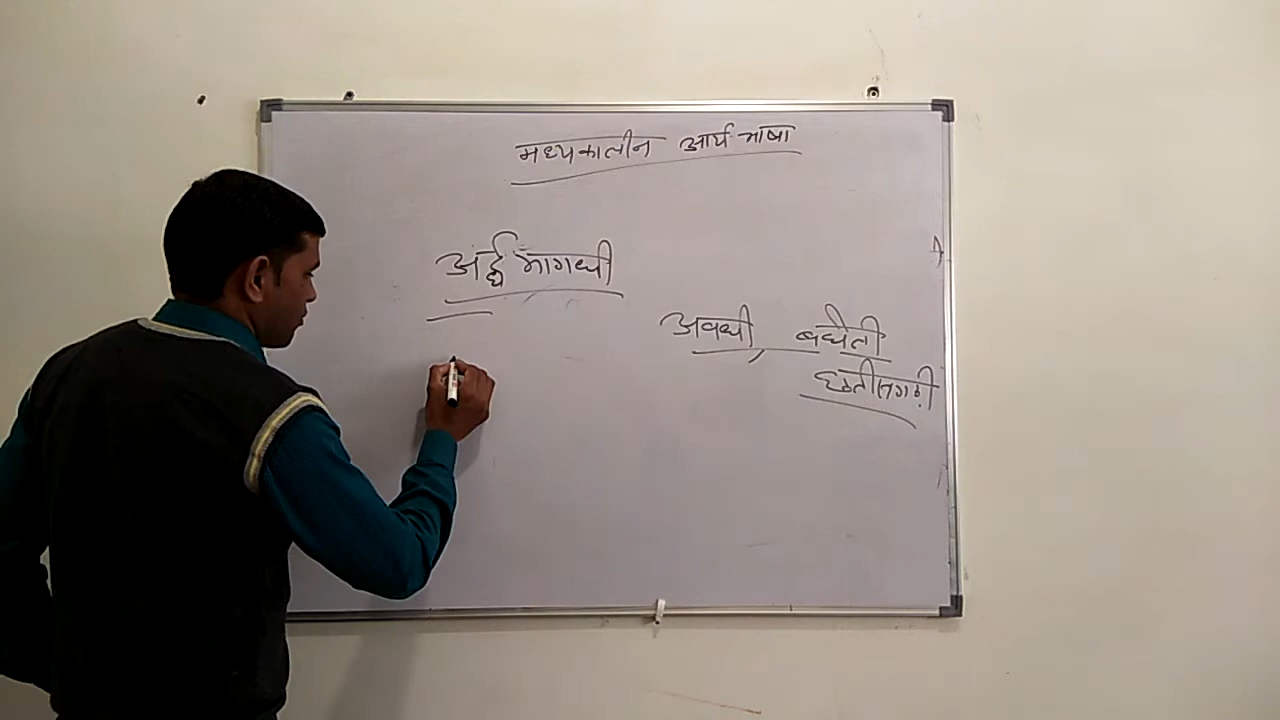 मध्यकालीन आर्य भाषा
अर्द्ध मागधी
अवधी, बघेली
छत्तीसगढ़ी